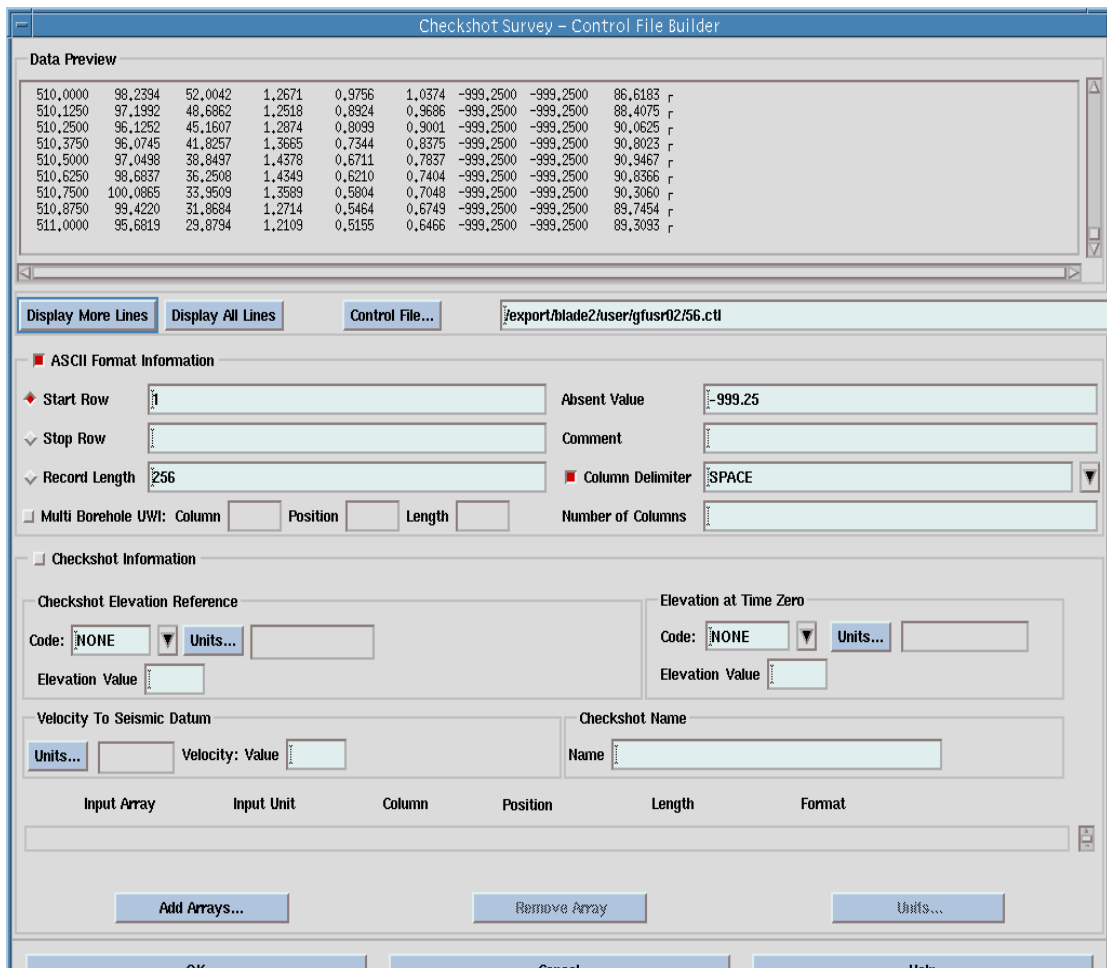 Checkshot Survey – Control File Builder
Data Preview
510.0000 98.2394 52.0042 1.2671 0.9756 1.0374 -999.2500 -999.2500 86.6183
510.1250 97.1992 48.6862 1.2518 0.8924 0.9686 -999.2500 -999.2500 88.4075
510.2500 96.1252 45.1607 1.2874 0.8099 0.9001 -999.2500 -999.2500 90.0625
510.3750 96.0745 41.8257 1.3665 0.7344 0.8375 -999.2500 -999.2500 90.8023
510.5000 97.0498 38.8497 1.4378 0.6711 0.7837 -999.2500 -999.2500 90.9467
510.6250 98.6837 36.2508 1.4349 0.6210 0.7404 -999.2500 -999.2500 90.8366
510.7500 100.0865 33.9509 1.3589 0.5804 0.7048 -999.2500 -999.2500 90.3060
510.8750 99.4220 31.8684 1.2714 0.5464 0.6749 -999.2500 -999.2500 89.7454
511.0000 95.6819 29.8794 1.2109 0.5155 0.6466 -999.2500 -999.2500 89.3093
Display More Lines Display All Lines Control File... /export/blade2/user/gfusr02/56.ctl
ASCII Format Information
Start Row 1 Absent Value -999.25
Stop Row Comment
Record Length 256 Column Delimiter SPACE
Multi Borehole UWI: Column Position Length Number of Columns
Checkshot Information
Checkshot Elevation Reference Elevation at Time Zero
Code: NONE Units... Code: NONE Units...
Elevation Value Elevation Value
Velocity To Seismic Datum Checkshot Name
Units... Velocity: Value Name
Input Array Input Unit Column Position Length Format
Add Arrays... Remove Array Units...
OK Cancel Help